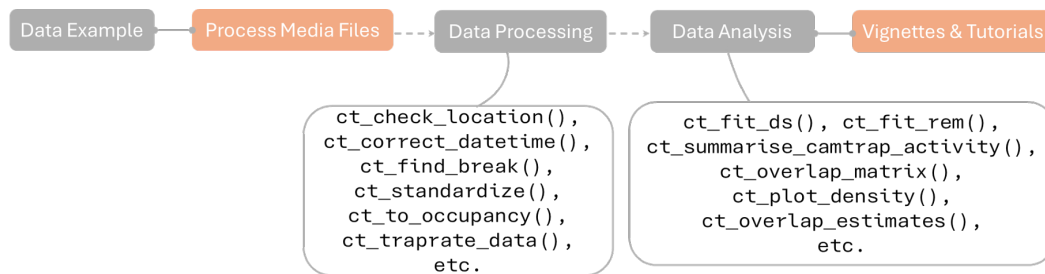 Data Example
Process Media Files
Data Processing
Data Analysis
Vignettes & Tutorials
ct_check_location(),
ct_correct_datetime(),
ct_find_break(),
ct_standardize(),
ct_to_occupancy(),
ct_traprate_data(),
etc.
ct_fit_ds(), ct_fit_rem(),
ct_summarise_camtrap_activity(),
ct_overlap_matrix(),
ct_plot_density(),
ct_overlap_estimates(),
etc.